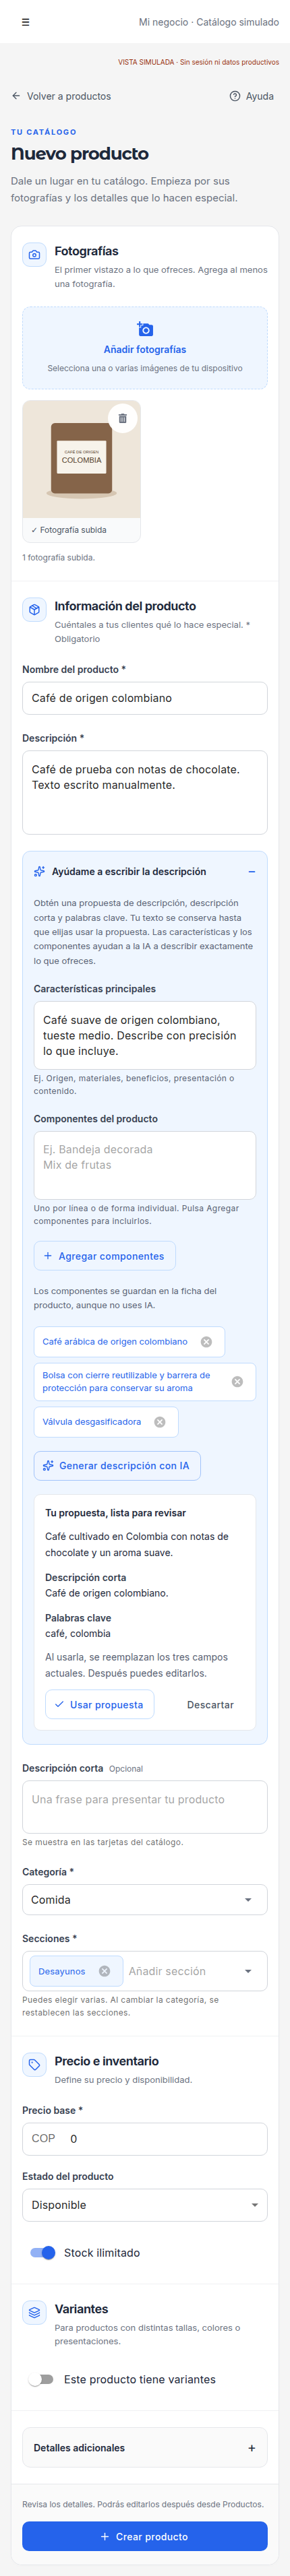 Mi negocio · Catálogo simulado
VISTA SIMULADA · Sin sesión ni datos productivos
Volver a productos
Ayuda
TU CATÁLOGO
Nuevo producto
Dale un lugar en tu catálogo. Empieza por sus
fotografías y los detalles que lo hacen especial.
Fotografías
El primer vistazo a lo que ofreces. Agrega al menos
una fotografía.
Añadir fotografías
Selecciona una o varias imágenes de tu dispositivo
CAFÉ DE ORIGEN
COLOMBIA
✓ Fotografía subida
1 fotografía subida.
Información del producto
Cuéntales a tus clientes qué lo hace especial. *
Obligatorio
Nombre del producto *
Café de origen colombiano
Descripción *
Café de prueba con notas de chocolate.
Texto escrito manualmente.
Ayúdame a escribir la descripción
Obtén una propuesta de descripción, descripción
corta y palabras clave. Tu texto se conserva hasta
que elijas usar la propuesta. Las características y los
componentes ayudan a la IA a describir exactamente
lo que ofreces.
Características principales
Café suave de origen colombiano,
tueste medio. Describe con precisión
lo que incluye.
Ej. Origen, materiales, beneficios, presentación o
contenido.
Componentes del producto
Ej. Bandeja decorada
Mix de frutas
Uno por línea o de forma individual. Pulsa Agregar
componentes para incluirlos.
+ Agregar componentes
Los componentes se guardan en la ficha del
producto, aunque no uses IA.
Café arábica de origen colombiano
Bolsa con cierre reutilizable y barrera de
protección para conservar su aroma
Válvula desgasificadora
Generar descripción con IA
Tu propuesta, lista para revisar
Café cultivado en Colombia con notas de
chocolate y un aroma suave.
Descripción corta
Café de origen colombiano.
Palabras clave
café, colombia
Al usarla, se reemplazan los tres campos
actuales. Después puedes editarlos.
Usar propuesta
Descartar
Descripción corta Opcional
Una frase para presentar tu producto
Se muestra en las tarjetas del catálogo.
Categoría *
Comida
Secciones *
Desayunos
Añadir sección
Puedes elegir varias. Al cambiar la categoría, se
restablecen las secciones.
Precio e inventario
Define su precio y disponibilidad.
Precio base *
COP 0
Estado del producto
Disponible
Stock ilimitado
Variantes
Para productos con distintas tallas, colores o
presentaciones.
Este producto tiene variantes
Detalles adicionales
Revisa los detalles. Podrás editarlos después desde Productos.
+ Crear producto